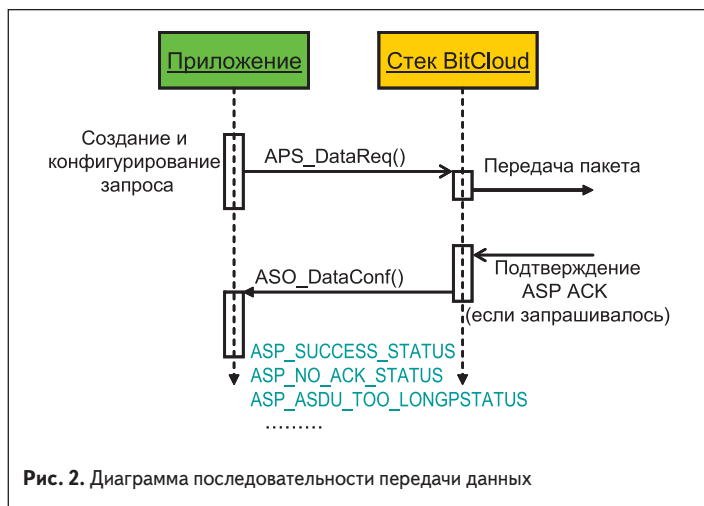 Приложение
Стек BitCloud
Создание и
конфигурирование
запроса
APS_DataReq()
Передача пакета
ASO_DataConf()
Подтверждение
ASP ACK
(если запрашивалось)
ASP_SUCCESS_STATUS
ASP_NO_ACK_STATUS
ASP_ASDU_TOO_LONGPSTATUS
.........
Рис. 2. Диаграмма последовательности передачи данных